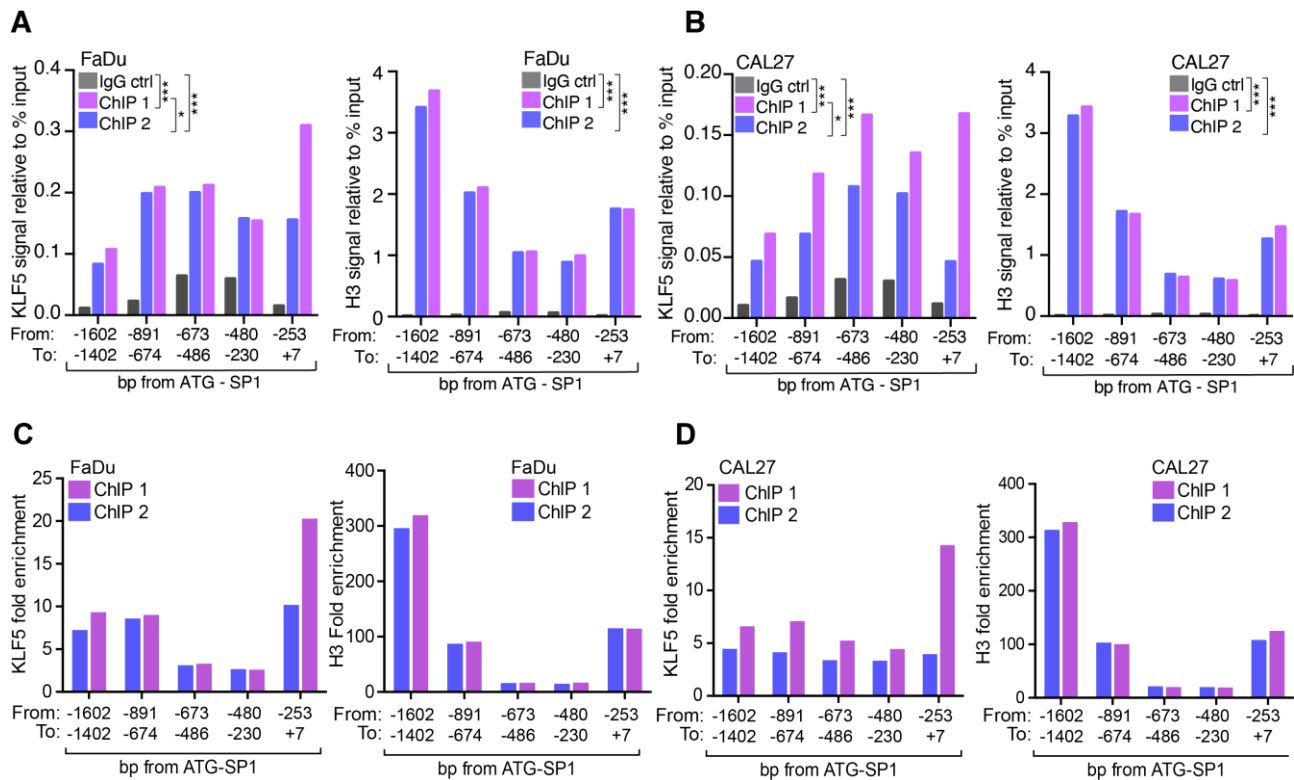 A
FaDu
IgG ctrl
ChIP 1
ChIP 2
***
*
***
KLF5 signal relative to % input
0.4
0.3
0.2
0.1
0.0
From: -1602 -891 -673 -480 -253
To: -1402 -674 -486 -230 +7
bp from ATG - SP1
FaDu
IgG ctrl
ChIP 1
ChIP 2
***
***
H3 signal relative to % input
4
3
2
1
0
From: -1602 -891 -673 -480 -253
To: -1402 -674 -486 -230 +7
bp from ATG - SP1
B
CAL27
IgG ctrl
ChIP 1
ChIP 2
***
*
***
KLF5 signal relative to % input
0.20
0.15
0.10
0.05
0.00
From: -1602 -891 -673 -480 -253
To: -1402 -674 -486 -230 +7
bp from ATG - SP1
CAL27
IgG ctrl
ChIP 1
ChIP 2
***
***
H3 signal relative to % input
4
3
2
1
0
From: -1602 -891 -673 -480 -253
To: -1402 -674 -486 -230 +7
bp from ATG - SP1
C
FaDu
ChIP 1
ChIP 2
KLF5 fold enrichment
25
20
15
10
5
0
From: -1602 -891 -673 -480 -253
To: -1402 -674 -486 -230 +7
bp from ATG-SP1
FaDu
ChIP 1
ChIP 2
H3 Fold enrichment
400
300
200
100
0
From: -1602 -891 -673 -480 -253
To: -1402 -674 -486 -230 +7
bp from ATG-SP1
D
CAL27
ChIP 1
ChIP 2
KLF5 fold enrichment
20
15
10
5
0
From: -1602 -891 -673 -480 -253
To: -1402 -674 -486 -230 +7
bp from ATG-SP1
CAL27
ChIP 1
ChIP 2
H3 fold enrichment
400
300
200
100
0
From: -1602 -891 -673 -480 -253
To: -1402 -674 -486 -230 +7
bp from ATG-SP1